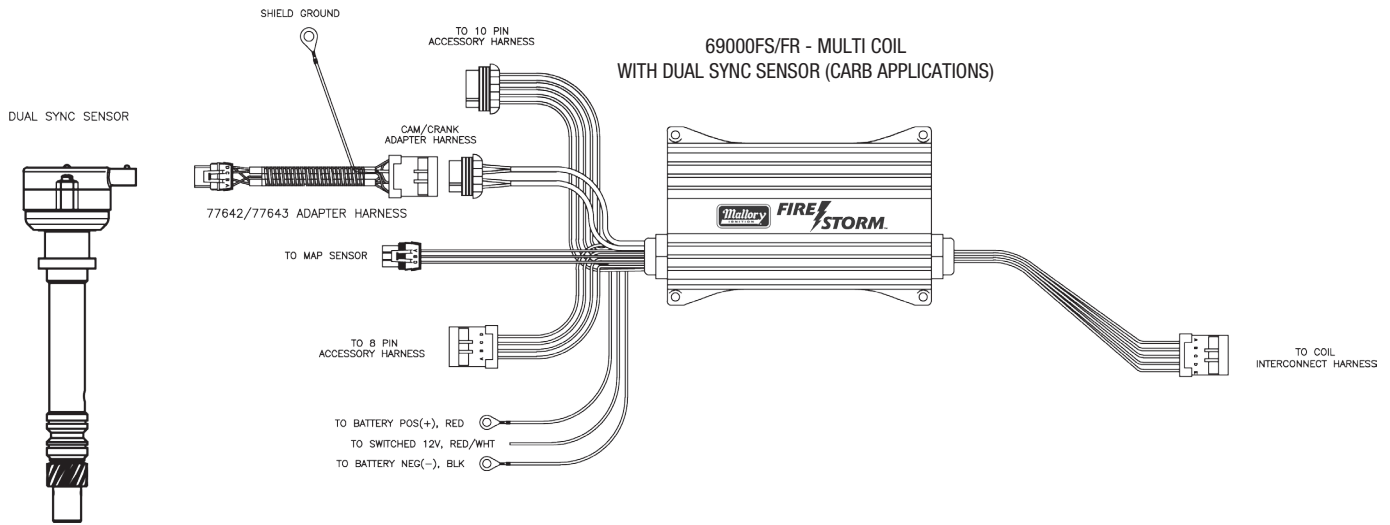 SHIELD GROUND
TO 10 PIN
ACCESSORY HARNESS
69000FS/FR - MULTI COIL
WITH DUAL SYNC SENSOR (CARB APPLICATIONS)
DUAL SYNC SENSOR
CAM/CRANK
ADAPTER HARNESS
77642/77643 ADAPTER HARNESS
Mallory
IGNITION
FIRE
STORM
TO MAP SENSOR
TO 8 PIN
ACCESSORY HARNESS
TO COIL
INTERCONNECT HARNESS
TO BATTERY POS(+), RED
TO SWITCHED 12V, RED/WHT
TO BATTERY NEG(-), BLK